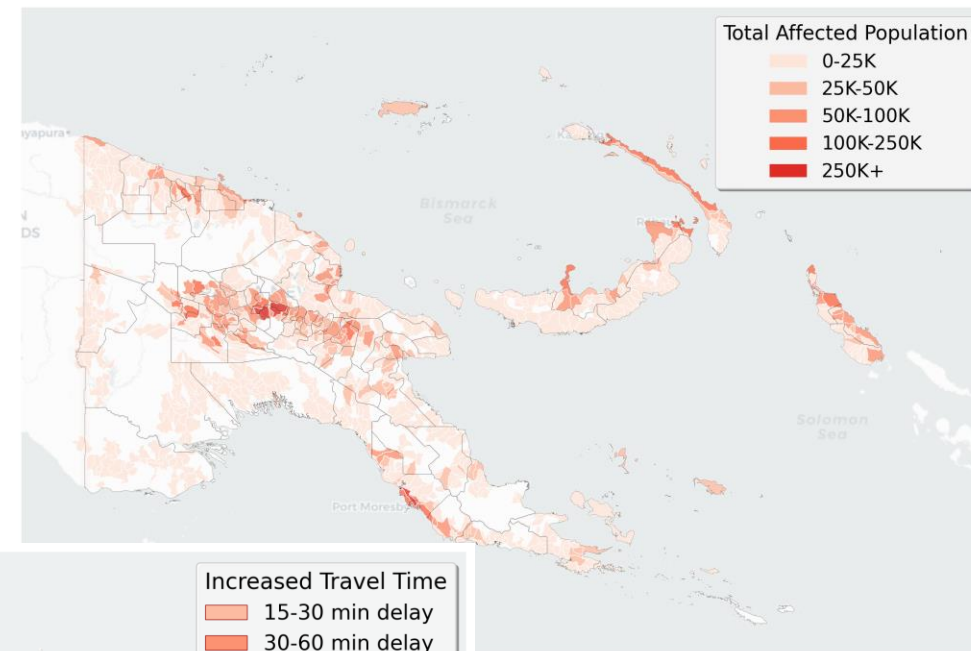 Total Affected Population
0-25K
25K-50K
50K-100K
100K-250K
250K+
Bismarck
Sea
DS
Solomon
Sea
Port Moresby
Increased Travel Time
15-30 min delay
30-60 min delay